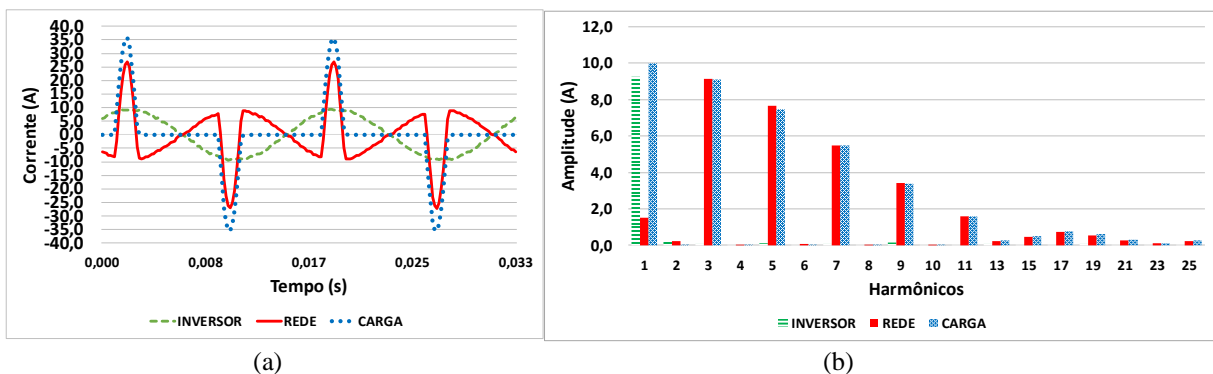 40,0
35,0
30,0
25,0
20,0
15,0
10,0
5,0
0,0
-5,0
-10,0
-15,0
-20,0
-25,0
-30,0
-35,0
-40,0
Corrente (A)
0,000 0,008 0,017 0,025 0,033
Tempo (s)
INVERSOR REDE CARGA
(a)
12,0
10,0
8,0
6,0
4,0
2,0
0,0
Amplitude (A)
1 2 3 4 5 6 7 8 9 10 11 13 15 17 19 21 23 25
Harmônicos
INVERSOR REDE CARGA
(b)